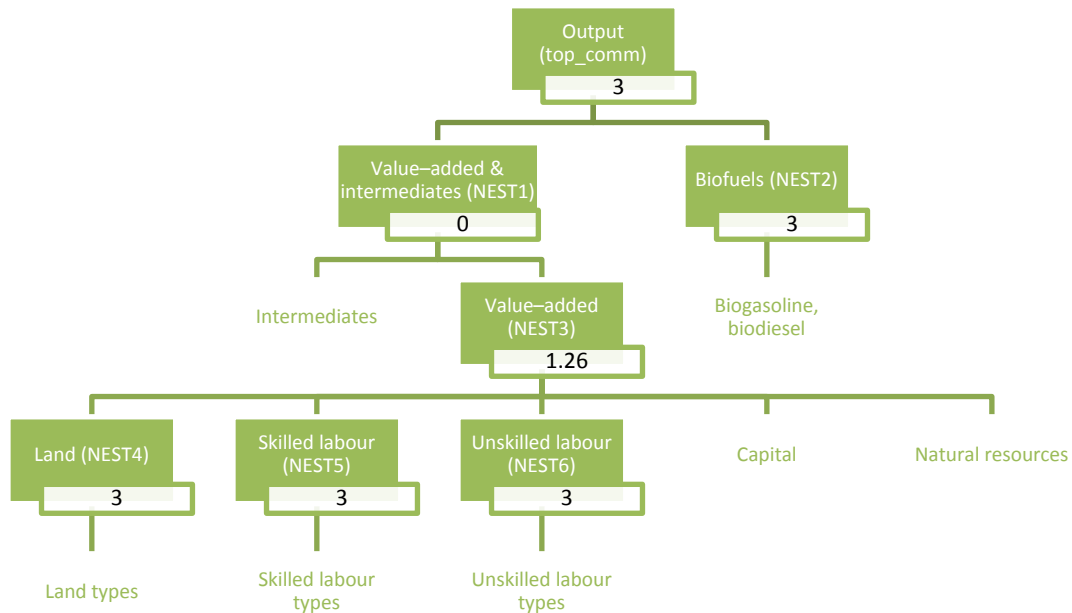 Output
(top_comm)
3
Value–added &
intermediates (NEST1)
0
Biofuels (NEST2)
3
Intermediates
Value–added
(NEST3)
1.26
Biogasoline,
biodiesel
Land (NEST4)
3
Skilled labour
(NEST5)
3
Unskilled labour
(NEST6)
3
Capital
Natural resources
Land types
Skilled labour
types
Unskilled labour
types